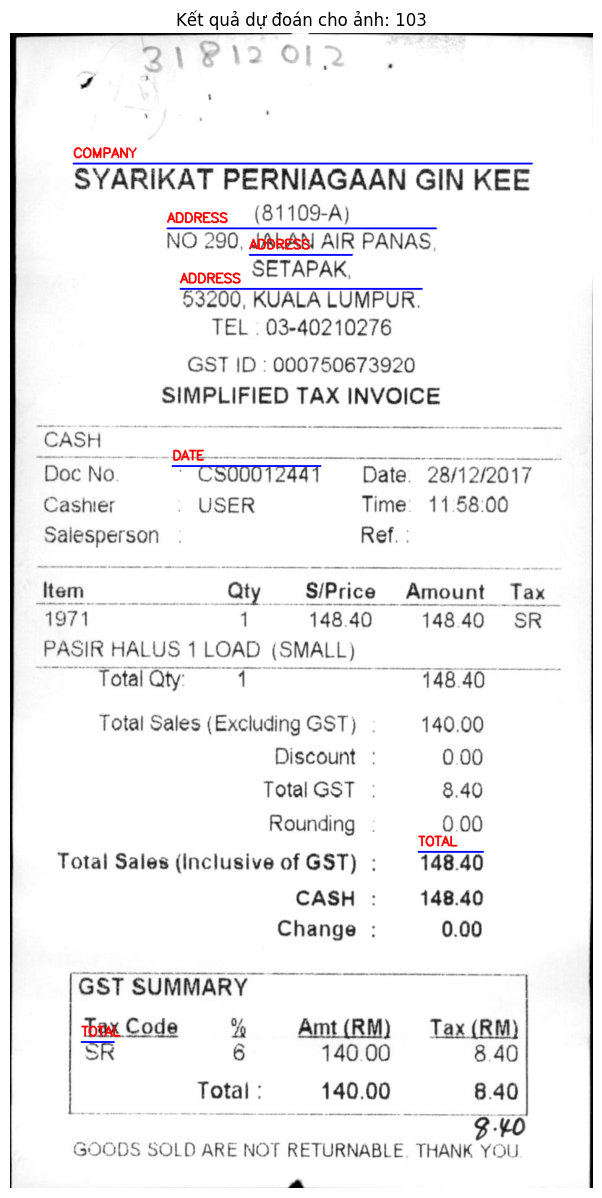 Kết quả dự đoán cho ảnh: 103
31812012
COMPANY
SYARIKAT PERNIAGAAN GIN KEE
ADDRESS (81109-A)
NO 290, JALAN AIR PANAS,
ADDRESS
SETAPAK,
ADDRESS
53200, KUALA LUMPUR.
TEL : 03-40210276
GST ID : 000750673920
SIMPLIFIED TAX INVOICE
CASH
DATE
Doc No. : CS00012441 Date: 28/12/2017
Cashier : USER Time: 11:58:00
Salesperson : Ref. :
Item Qty S/Price Amount Tax
1971 1 148.40 148.40 SR
PASIR HALUS 1 LOAD (SMALL)
Total Qty: 1 148.40
Total Sales (Excluding GST) : 140.00
Discount : 0.00
Total GST : 8.40
Rounding : 0.00
TOTAL
Total Sales (Inclusive of GST) : 148.40
CASH : 148.40
Change : 0.00
GST SUMMARY
Tax Code % Amt (RM) Tax (RM)
TOTAL
SR 6 140.00 8.40
Total : 140.00 8.40
8.40
GOODS SOLD ARE NOT RETURNABLE, THANK YOU.